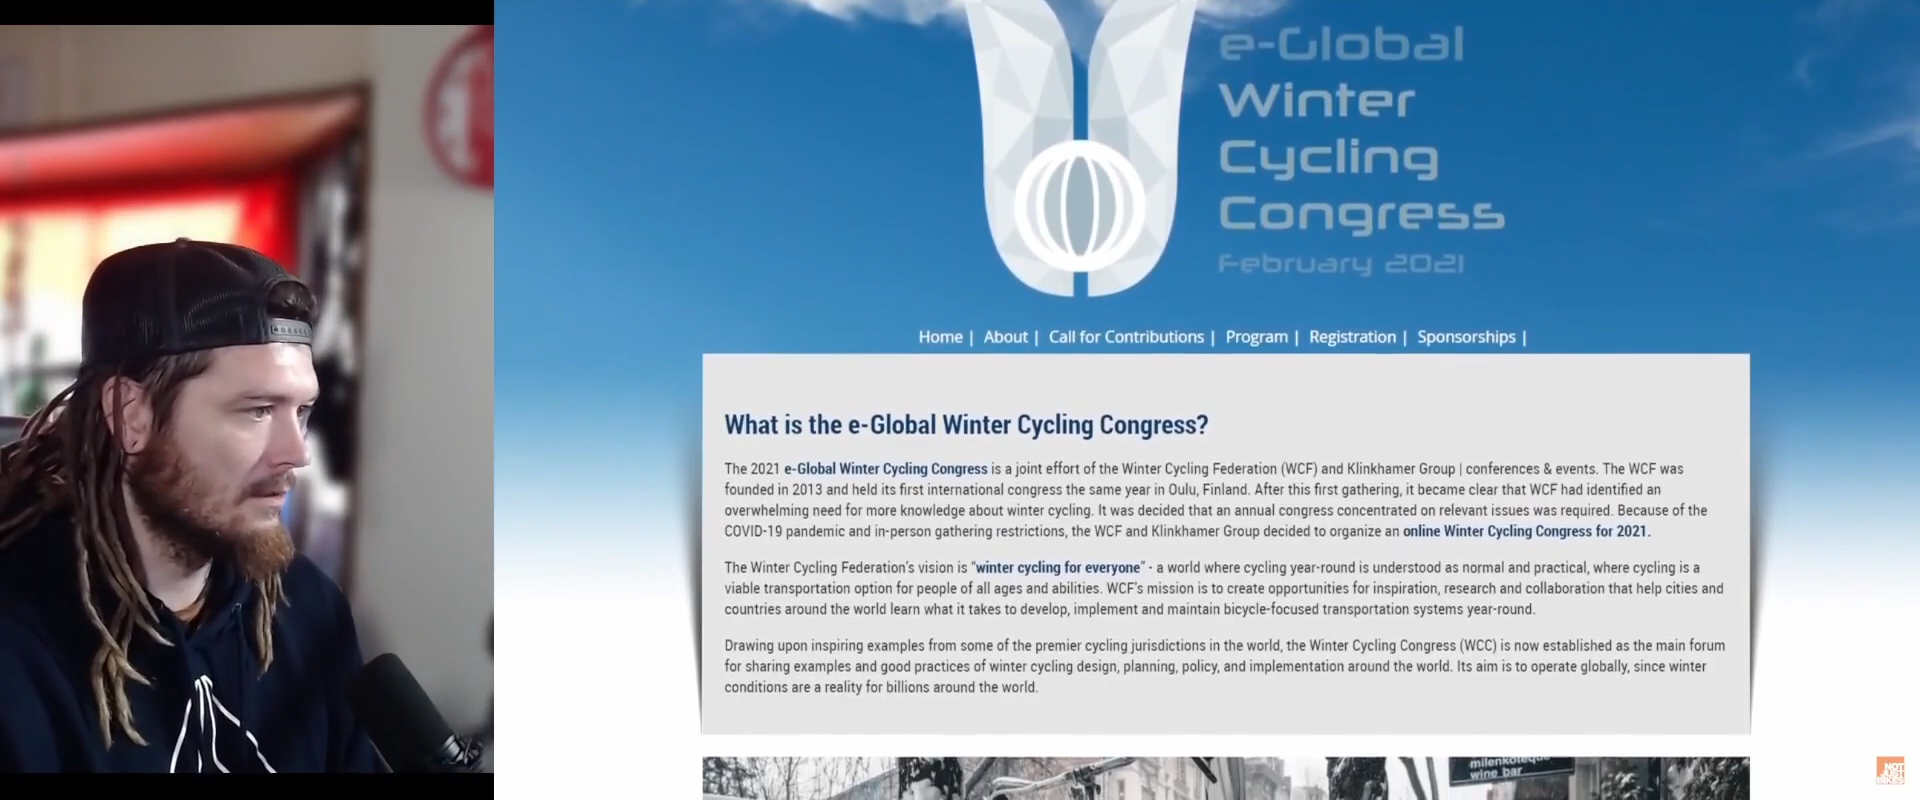 e-Global
Winter
Cycling
Congress
February 2021
Home | About | Call for Contributions | Program | Registration | Sponsorships |
What is the e-Global Winter Cycling Congress?
The 2021 e-Global Winter Cycling Congress is a joint effort of the Winter Cycling Federation (WCF) and Klinkhamer Group | conferences & events. The WCF was
founded in 2013 and held its first international congress the same year in Oulu, Finland. After this first gathering, it became clear that WCF had identified an
overwhelming need for more knowledge about winter cycling. It was decided that an annual congress concentrated on relevant issues was required. Because of the
COVID-19 pandemic and in-person gathering restrictions, the WCF and Klinkhamer Group decided to organize an online Winter Cycling Congress for 2021.
The Winter Cycling Federation's vision is "winter cycling for everyone" - a world where cycling year-round is understood as normal and practical, where cycling is a
viable transportation option for people of all ages and abilities. WCF's mission is to create opportunities for inspiration, research and collaboration that help cities and
countries around the world learn what it takes to develop, implement and maintain bicycle-focused transportation systems year-round.
Drawing upon inspiring examples from some of the premier cycling jurisdictions in the world, the Winter Cycling Congress (WCC) is now established as the main forum
for sharing examples and good practices of winter cycling design, planning, policy, and implementation around the world. Its aim is to operate globally, since winter
conditions are a reality for billions around the world.
wine bar
NOT
JUST
BIKES